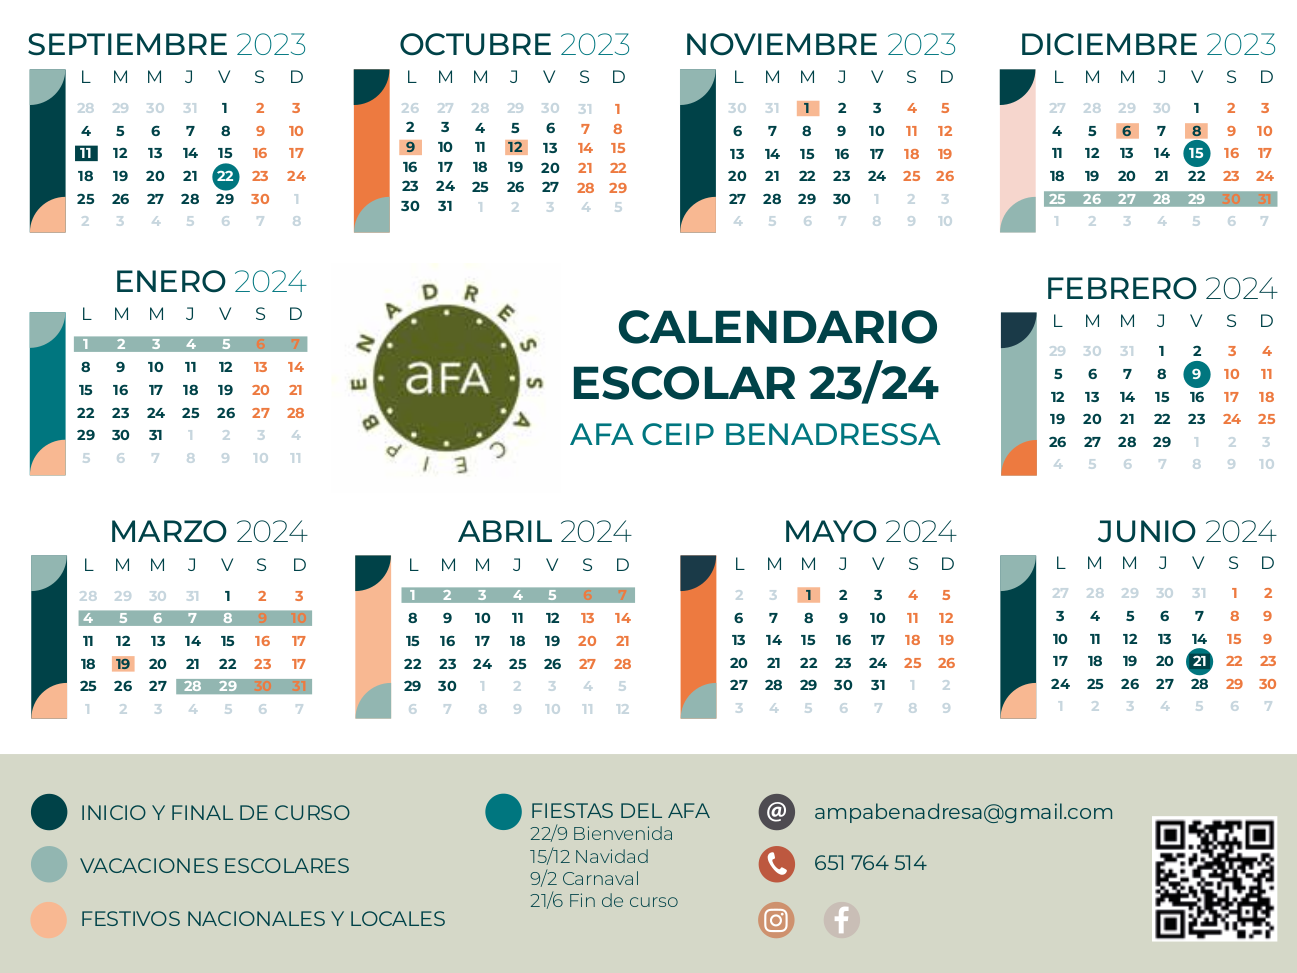 SEPTIEMBRE 2023
L M M J V S D
28 29 30 31 1 2 3
4 5 6 7 8 9 10
11 12 13 14 15 16 17
18 19 20 21 22 23 24
25 26 27 28 29 30 1
2 3 4 5 6 7 8
OCTUBRE 2023
L M M J V S D
26 27 28 29 30 31 1
2 3 4 5 6 7 8
9 10 11 12 13 14 15
16 17 18 19 20 21 22
23 24 25 26 27 28 29
30 31 1 2 3 4 5
NOVIEMBRE 2023
L M M J V S D
30 31 1 2 3 4 5
6 7 8 9 10 11 12
13 14 15 16 17 18 19
20 21 22 23 24 25 26
27 28 29 30 1 2 3
4 5 6 7 8 9 10
DICIEMBRE 2023
L M M J V S D
27 28 29 30 1 2 3
4 5 6 7 8 9 10
11 12 13 14 15 16 17
18 19 20 21 22 23 24
25 26 27 28 29 30 31
1 2 3 4 5 6 7
ENERO 2024
L M M J V S D
1 2 3 4 5 6 7
8 9 10 11 12 13 14
15 16 17 18 19 20 21
22 23 24 25 26 27 28
29 30 31 1 2 3 4
5 6 7 8 9 10 11
CEIP BENADRESSA
aFA
CALENDARIO
ESCOLAR 23/24
AFA CEIP BENADRESSA
FEBRERO 2024
L M M J V S D
29 30 31 1 2 3 4
5 6 7 8 9 10 11
12 13 14 15 16 17 18
19 20 21 22 23 24 25
26 27 28 29 1 2 3
4 5 6 7 8 9 10
MARZO 2024
L M M J V S D
28 29 30 31 1 2 3
4 5 6 7 8 9 10
11 12 13 14 15 16 17
18 19 20 21 22 23 17
25 26 27 28 29 30 31
1 2 3 4 5 6 7
ABRIL 2024
L M M J V S D
1 2 3 4 5 6 7
8 9 10 11 12 13 14
15 16 17 18 19 20 21
22 23 24 25 26 27 28
29 30 1 2 3 4 5
6 7 8 9 10 11 12
MAYO 2024
L M M J V S D
2 3 1 2 3 4 5
6 7 8 9 10 11 12
13 14 15 16 17 18 19
20 21 22 23 24 25 26
27 28 29 30 31 1 2
3 4 5 6 7 8 9
JUNIO 2024
L M M J V S D
27 28 29 30 31 1 2
3 4 5 6 7 8 9
10 11 12 13 14 15 9
17 18 19 20 21 22 23
24 25 26 27 28 29 30
1 2 3 4 5 6 7
INICIO Y FINAL DE CURSO
VACACIONES ESCOLARES
FESTIVOS NACIONALES Y LOCALES
FIESTAS DEL AFA
22/9 Bienvenida
15/12 Navidad
9/2 Carnaval
21/6 Fin de curso
@ ampabenadresa@gmail.com
651 764 514